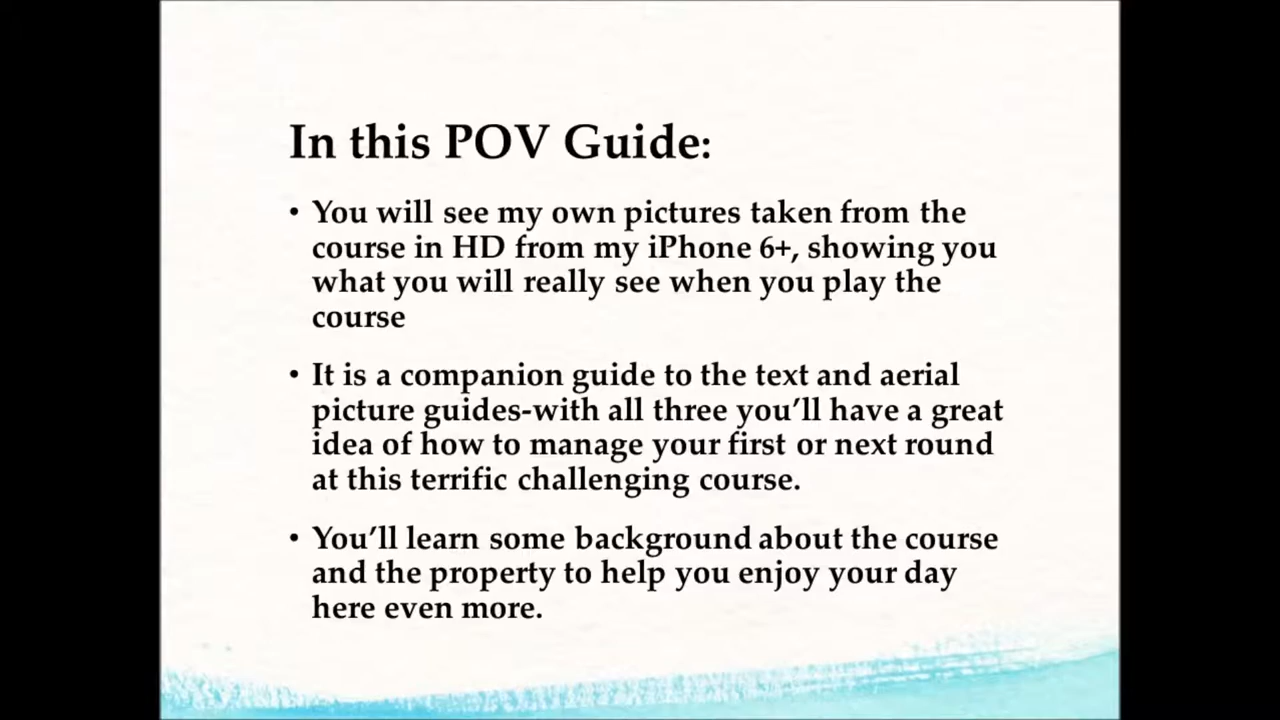 In this POV Guide:
• You will see my own pictures taken from the
course in HD from my iPhone 6+, showing you
what you will really see when you play the
course
• It is a companion guide to the text and aerial
picture guides-with all three you’ll have a great
idea of how to manage your first or next round
at this terrific challenging course.
• You’ll learn some background about the course
and the property to help you enjoy your day
here even more.